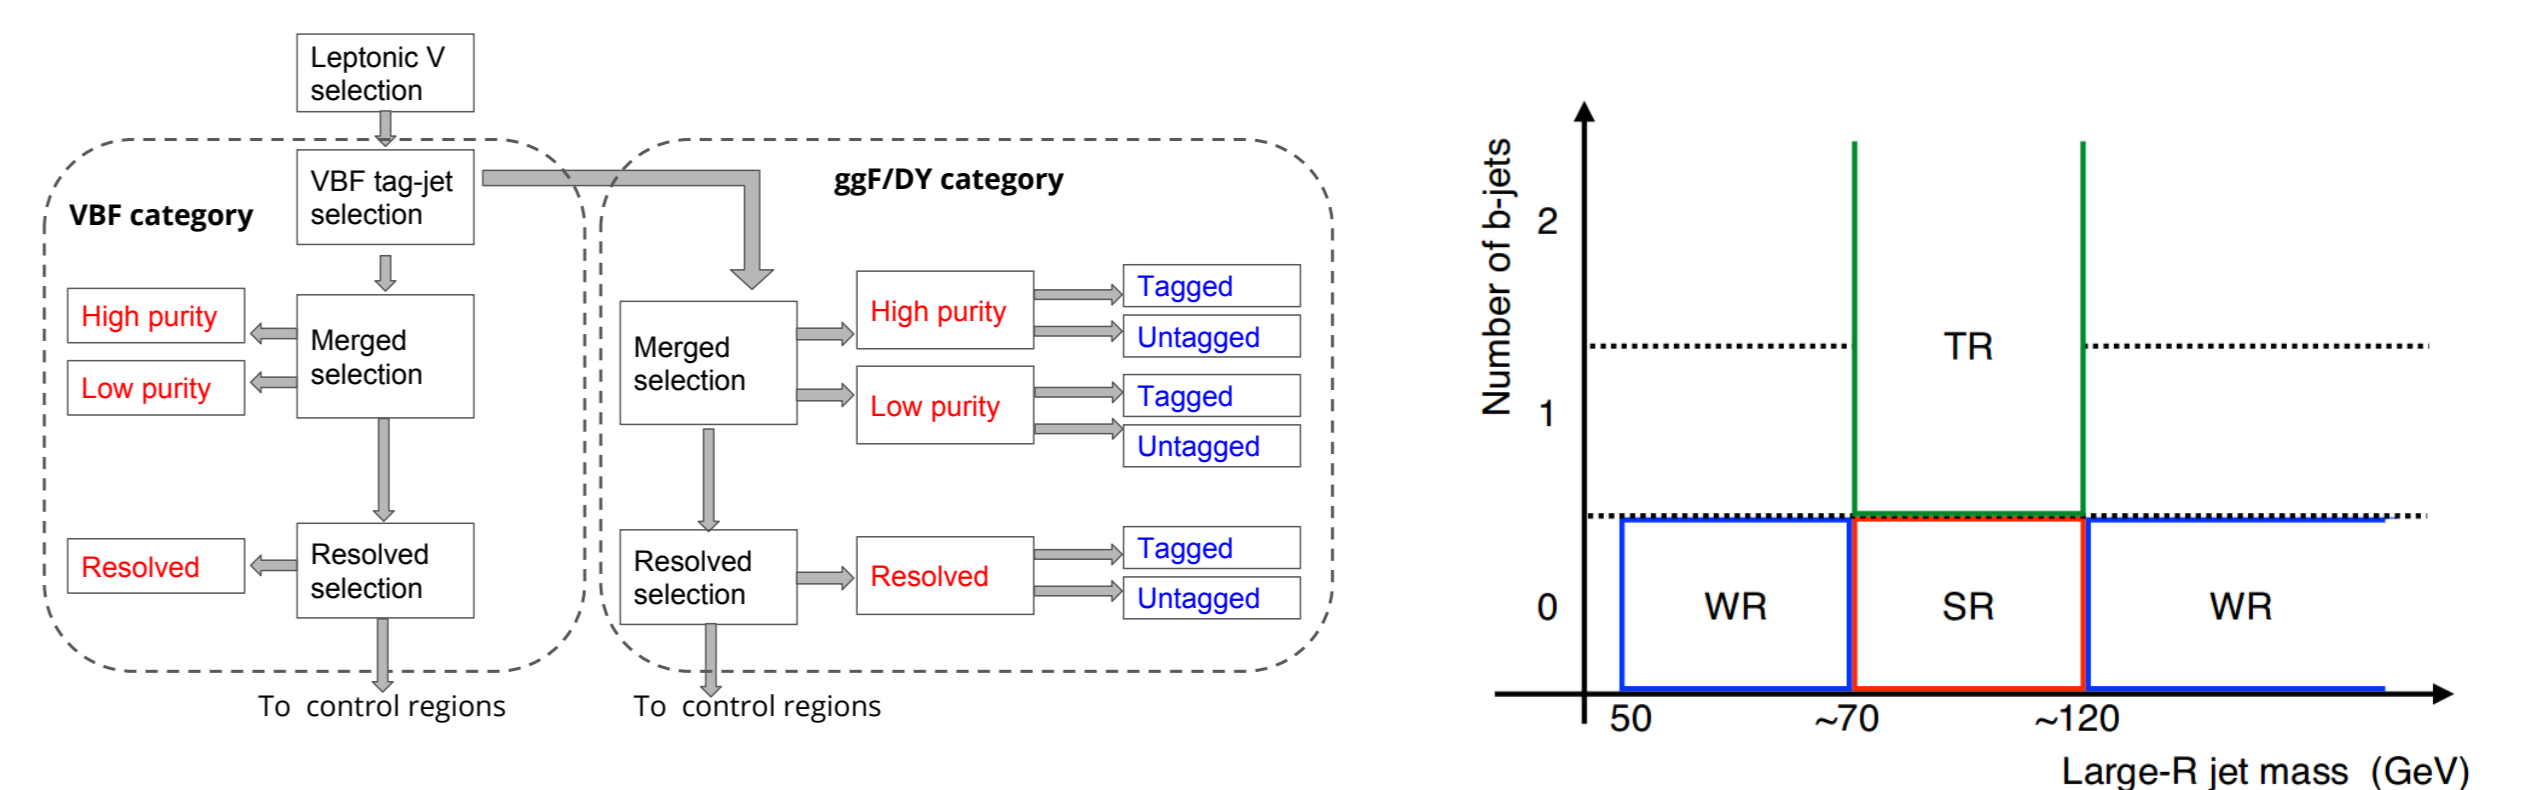 Leptonic V
selection
VBF category
VBF tag-jet
selection
High purity
Low purity
Merged
selection
Resolved
Resolved
selection
To control regions
ggF/DY category
Merged
selection
High purity
Tagged
Untagged
Low purity
Tagged
Untagged
Resolved
selection
Resolved
Tagged
Untagged
To control regions
Number of b-jets
2
1
0
TR
WR
SR
WR
50
~70
~120
Large-R jet mass (GeV)